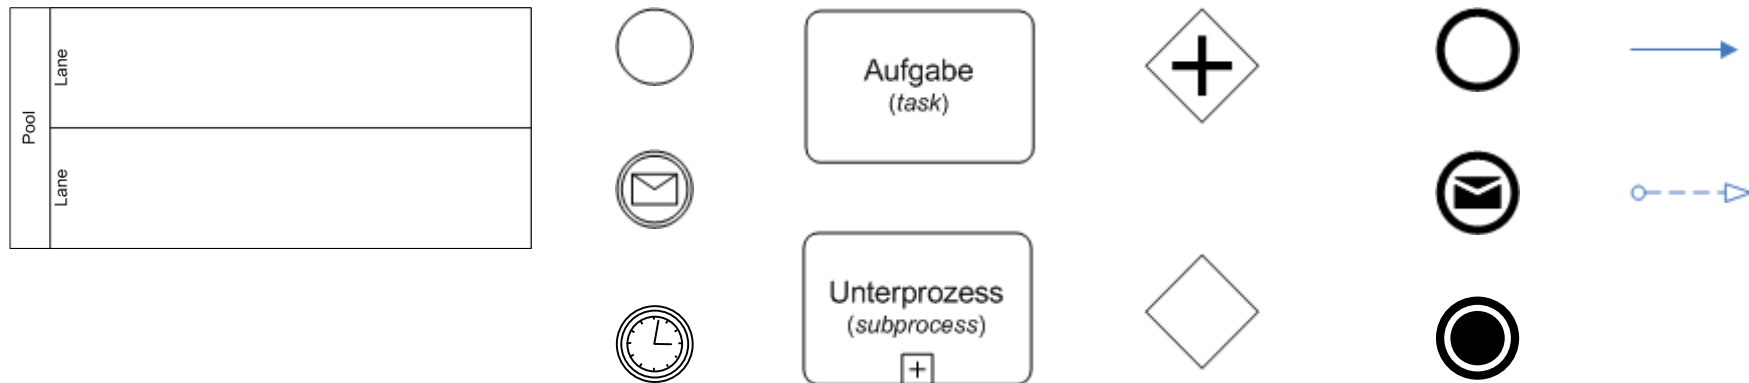 Pool
Lane
Lane
Aufgabe
(task)
Unterprozess
(subprocess)